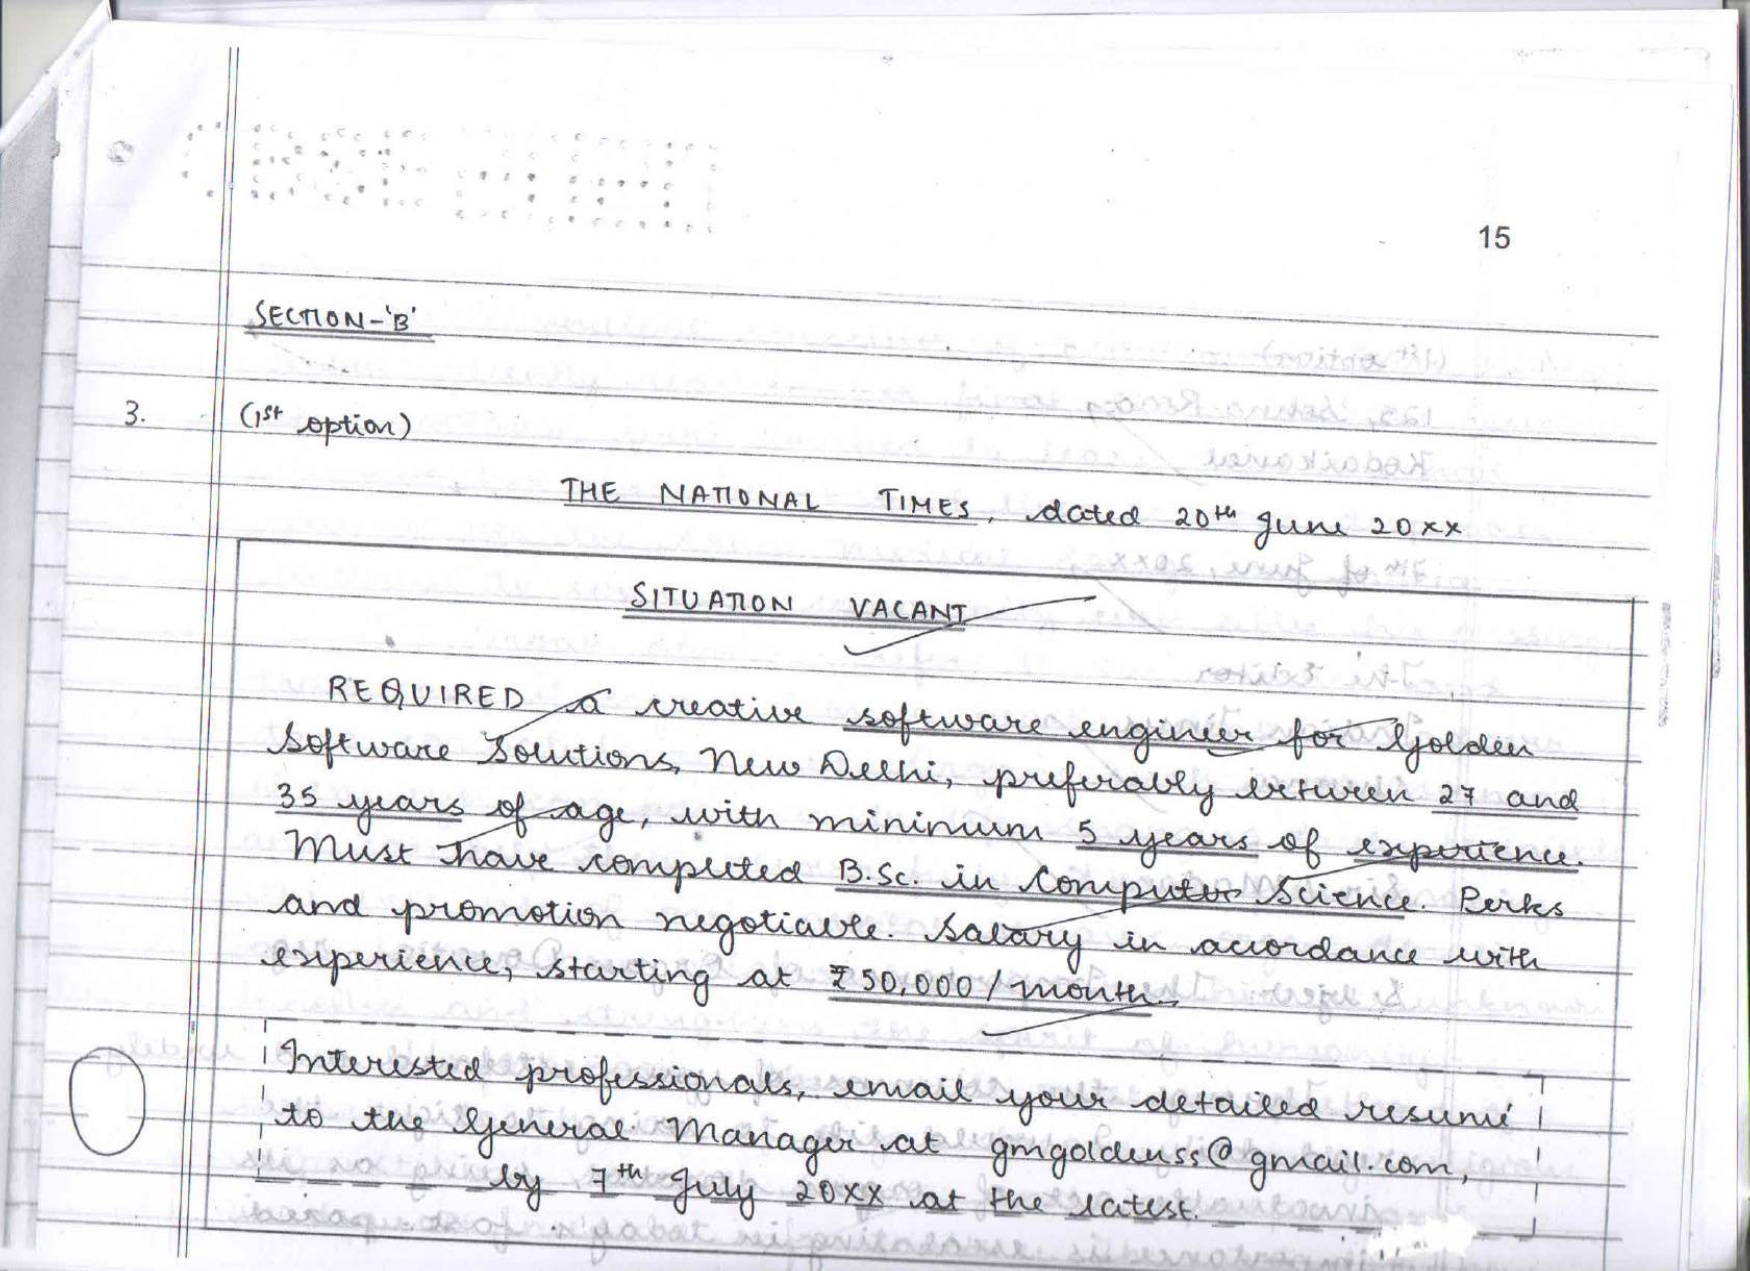 15
SECTION-'B'
3. (1st option)
THE NATIONAL TIMES, dated 20th June 20xx
SITUATION VACANT
REQUIRED a creative software engineer for Golden
Software Solutions, New Delhi, preferably between 27 and
35 years of age, with minimum 5 years of experience.
Must have completed B.Sc. in Computer Science. Perks
and promotion negotiable. Salary in accordance with
experience, starting at ₹50,000/month.
Interested professionals, email your detailed resumé
to the General Manager at gmgoldenss@gmail.com,
by 7th July 20xx at the latest.